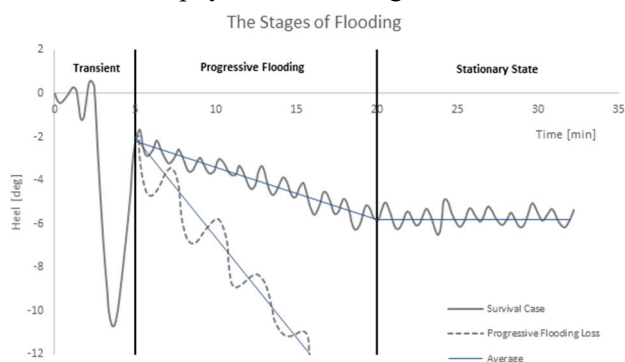 The Stages of Flooding
2
Transient
Progressive Flooding
Stationary State
0
0
5
10
15
20
25
30
35
Time [min]
-2
-4
-6
-8
-10
-12
Heel [deg]
Survival Case
Progressive Flooding Loss
Average